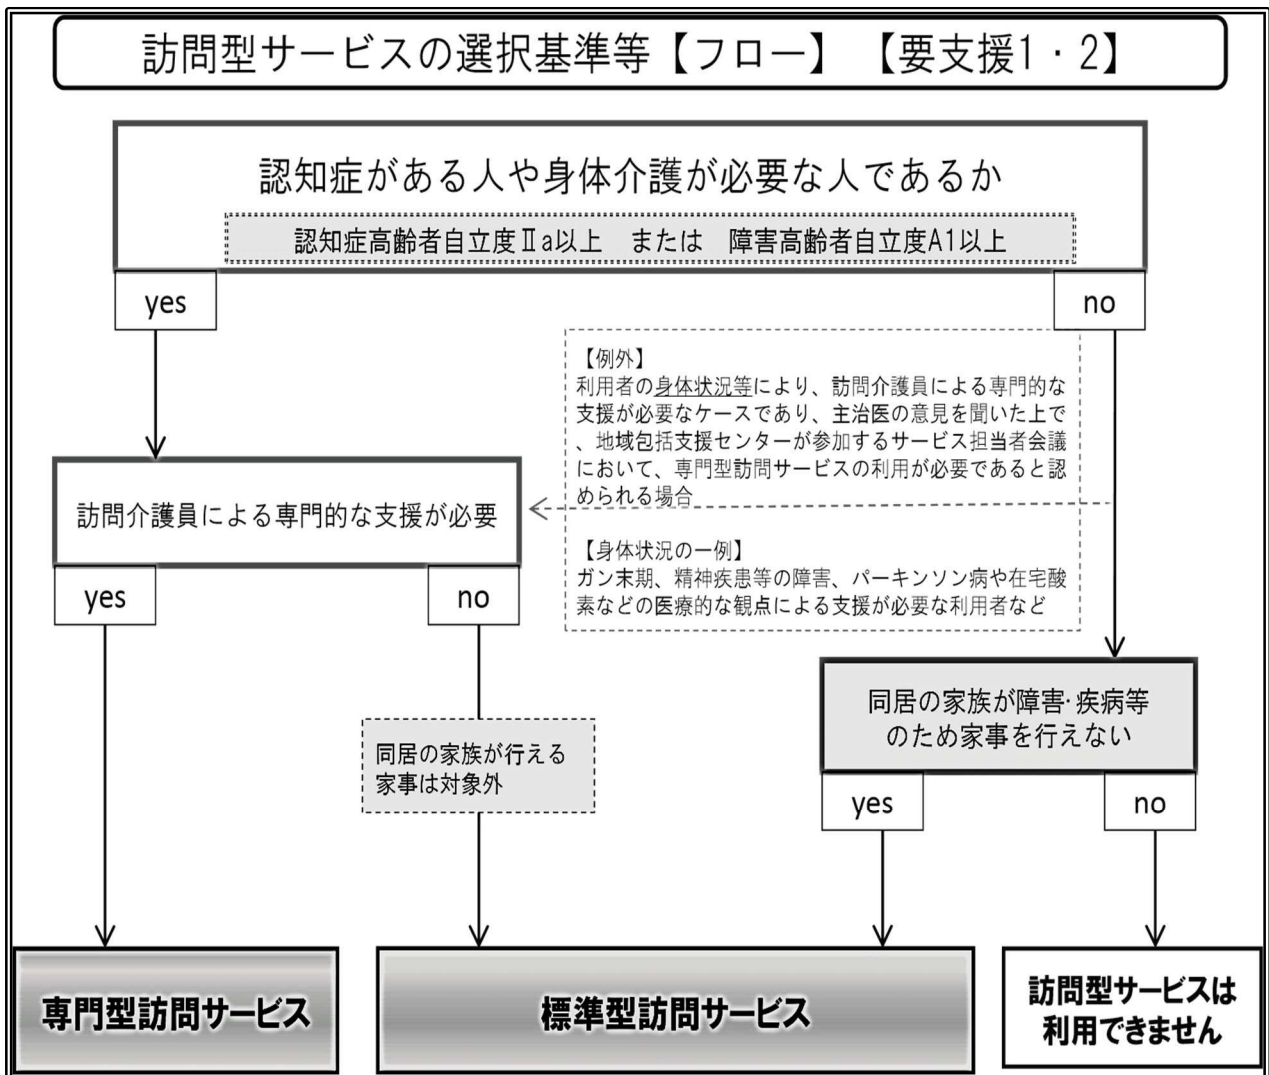 訪問型サービスの選択基準等【フロー】 【要支援1・2】
認知症がある人や身体介護が必要な人であるか
認知症高齢者自立度Ⅱa以上 または 障害高齢者自立度A1以上
yes
no
【例外】
利用者の身体状況等により、訪問介護員による専門的な
支援が必要なケースであり、主治医の意見を聞いた上で
、地域包括支援センターが参加するサービス担当者会議
において、専門型訪問サービスの利用が必要であると認
められる場合
【身体状況の一例】
ガン末期、精神疾患等の障害、パーキンソン病や在宅酸
素などの医療的な観点による支援が必要な利用者など
訪問介護員による専門的な支援が必要
yes
no
同居の家族が行える
家事は対象外
同居の家族が障害･疾病等
のため家事を行えない
yes
no
専門型訪問サービス
標準型訪問サービス
訪問型サービスは
利用できません